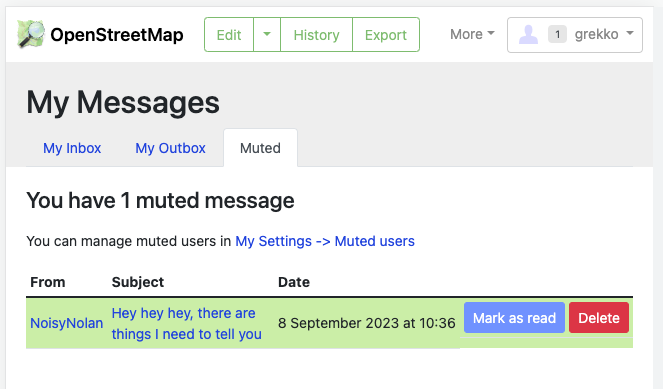 OpenStreetMap Edit History Export More 1 grekko
My Messages
My Inbox My Outbox Muted
You have 1 muted message
You can manage muted users in My Settings -> Muted users
From Subject Date
NoisyNolan Hey hey hey, there are things I need to tell you 8 September 2023 at 10:36 Mark as read Delete